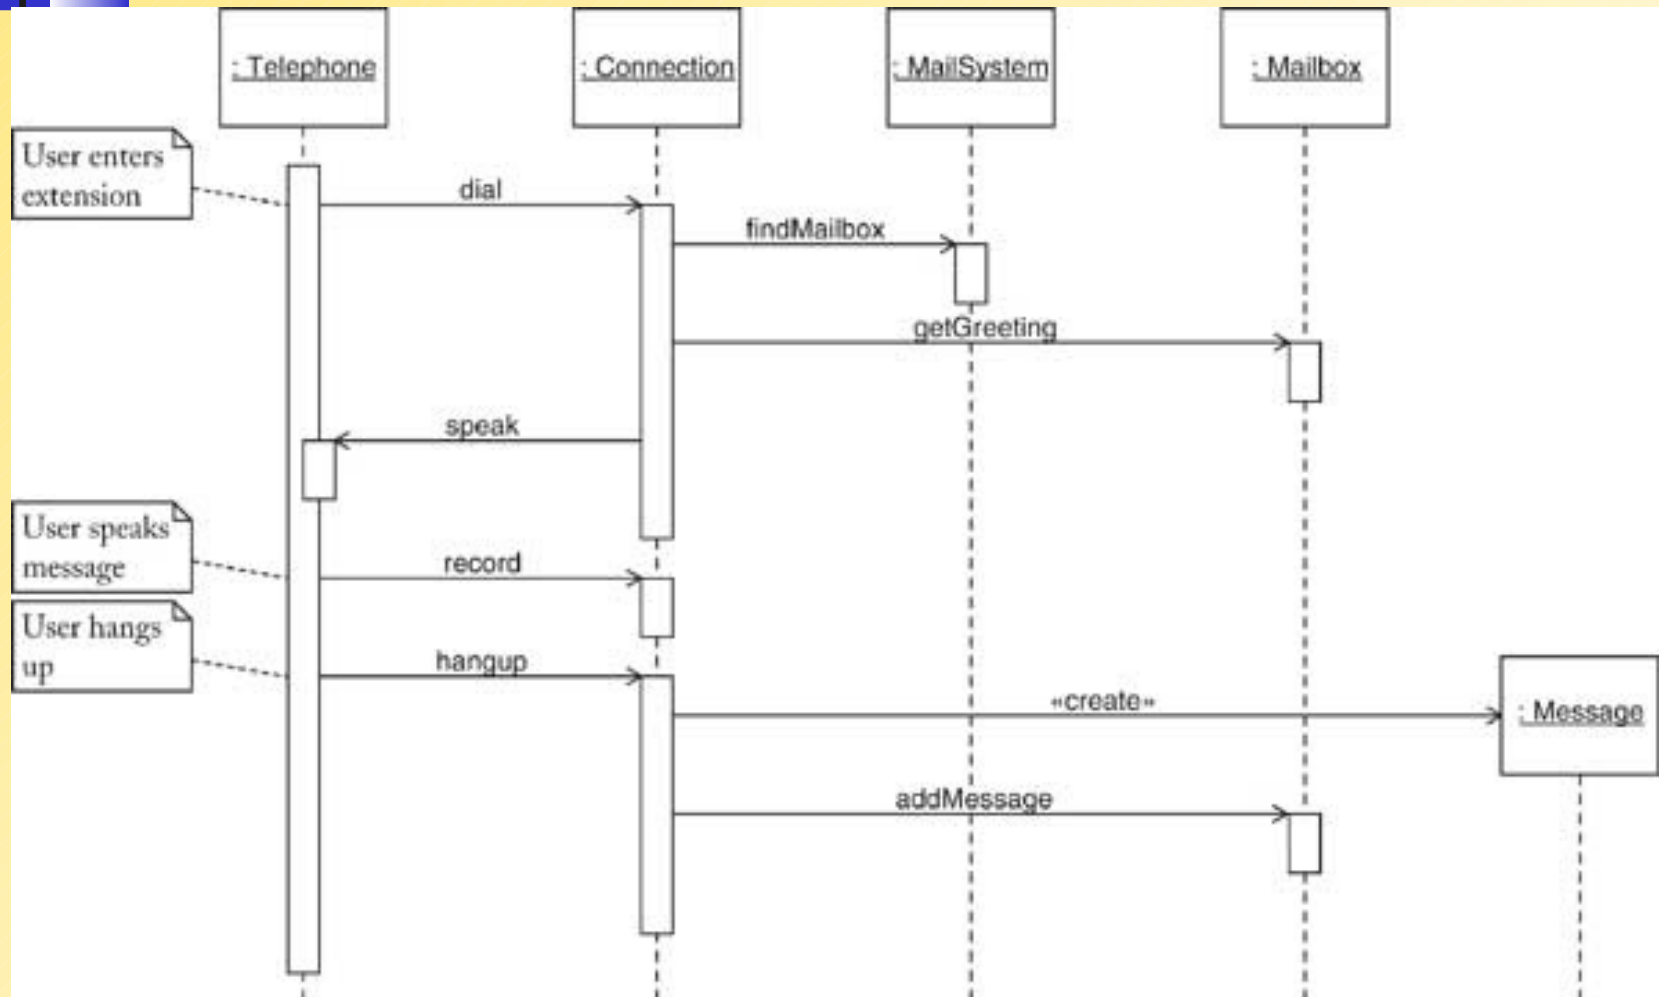 : Telephone
: Connection
: MailSystem
: Mailbox
User enters
extension
dial
findMailbox
getGreeting
speak
User speaks
message
record
User hangs
up
hangup
«create»
: Message
addMessage